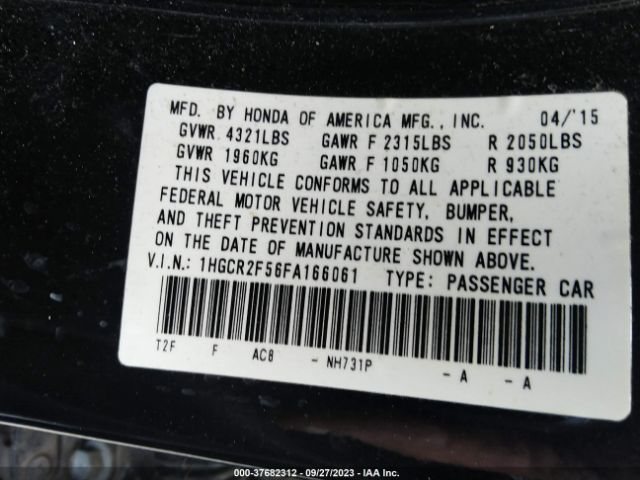 MFD. BY HONDA OF AMERICA MFG., INC. 04/'15
GVWR 4321LBS GAWR F 2315LBS R 2050LBS
GVWR 1960KG GAWR F 1050KG R 930KG
THIS VEHICLE CONFORMS TO ALL APPLICABLE
FEDERAL MOTOR VEHICLE SAFETY, BUMPER,
AND THEFT PREVENTION STANDARDS IN EFFECT
ON THE DATE OF MANUFACTURE SHOWN ABOVE.
V.I.N.: 1HGCR2F56FA166061 TYPE: PASSENGER CAR
T2F F AC8 - NH731P - A - A
000-37682312 - 09/27/2023 - IAA Inc.